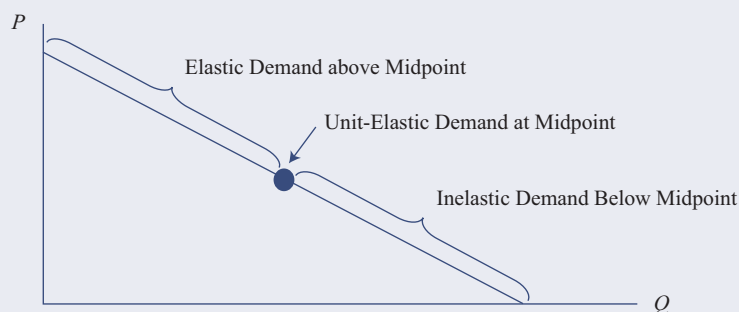 P
Elastic Demand above Midpoint
Unit-Elastic Demand at Midpoint
Inelastic Demand Below Midpoint
Q